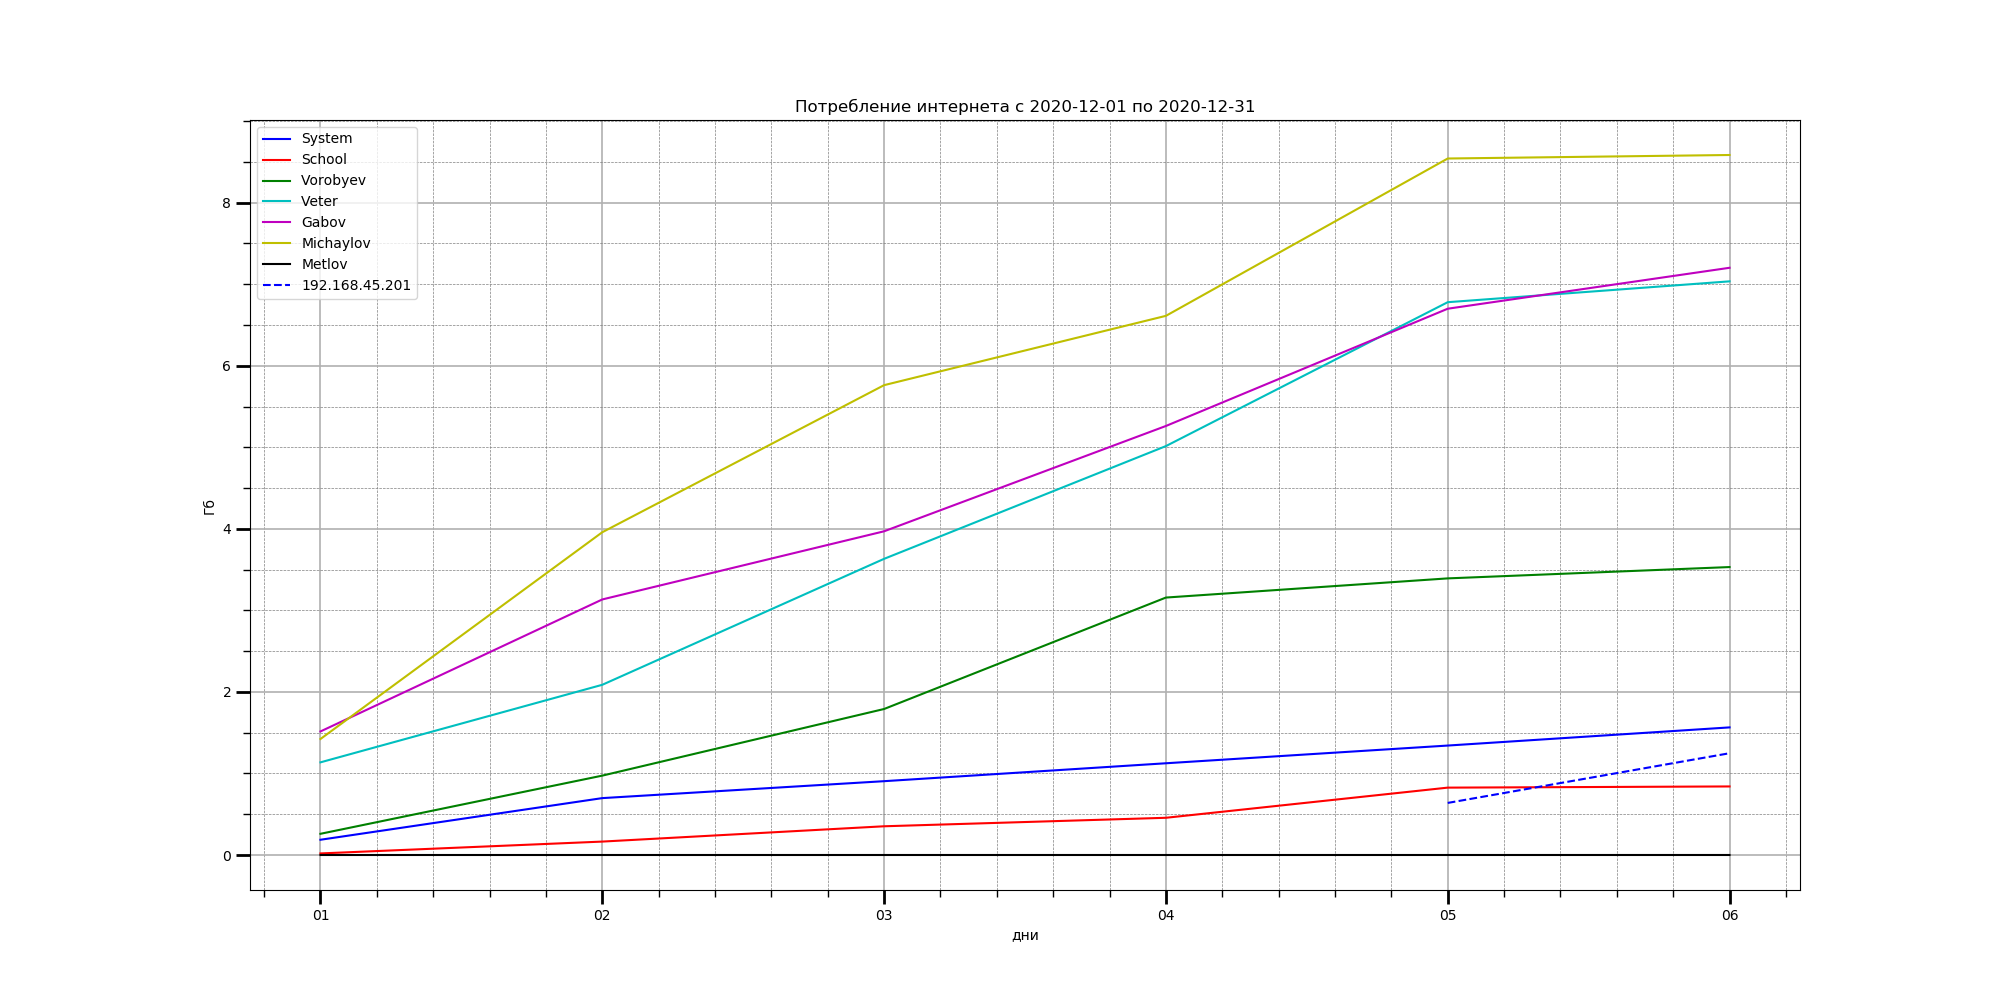 Потребление интернета с 2020-12-01 по 2020-12-31
System
School
Vorobyev
Veter
Gabov
Michaylov
Metlov
192.168.45.201
8
6
4
2
0
Гб
01 02 03 04 05 06
дни